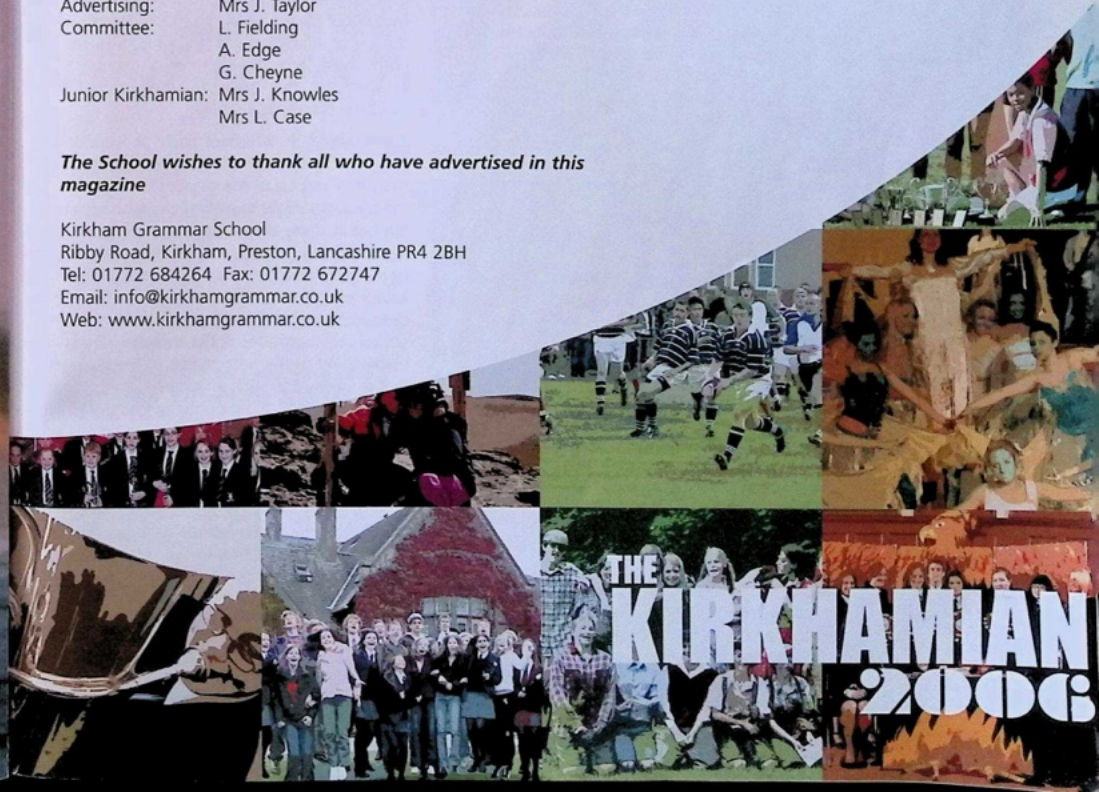 Advertising: Mrs J. Taylor
Committee: L. Fielding
A. Edge
G. Cheyne
Junior Kirkhamian: Mrs J. Knowles
Mrs L. Case
The School wishes to thank all who have advertised in this
magazine
Kirkham Grammar School
Ribby Road, Kirkham, Preston, Lancashire PR4 2BH
Tel: 01772 684264 Fax: 01772 672747
Email: info@kirkhamgrammar.co.uk
Web: www.kirkhamgrammar.co.uk
THE
KIRKHAMIAN
2006